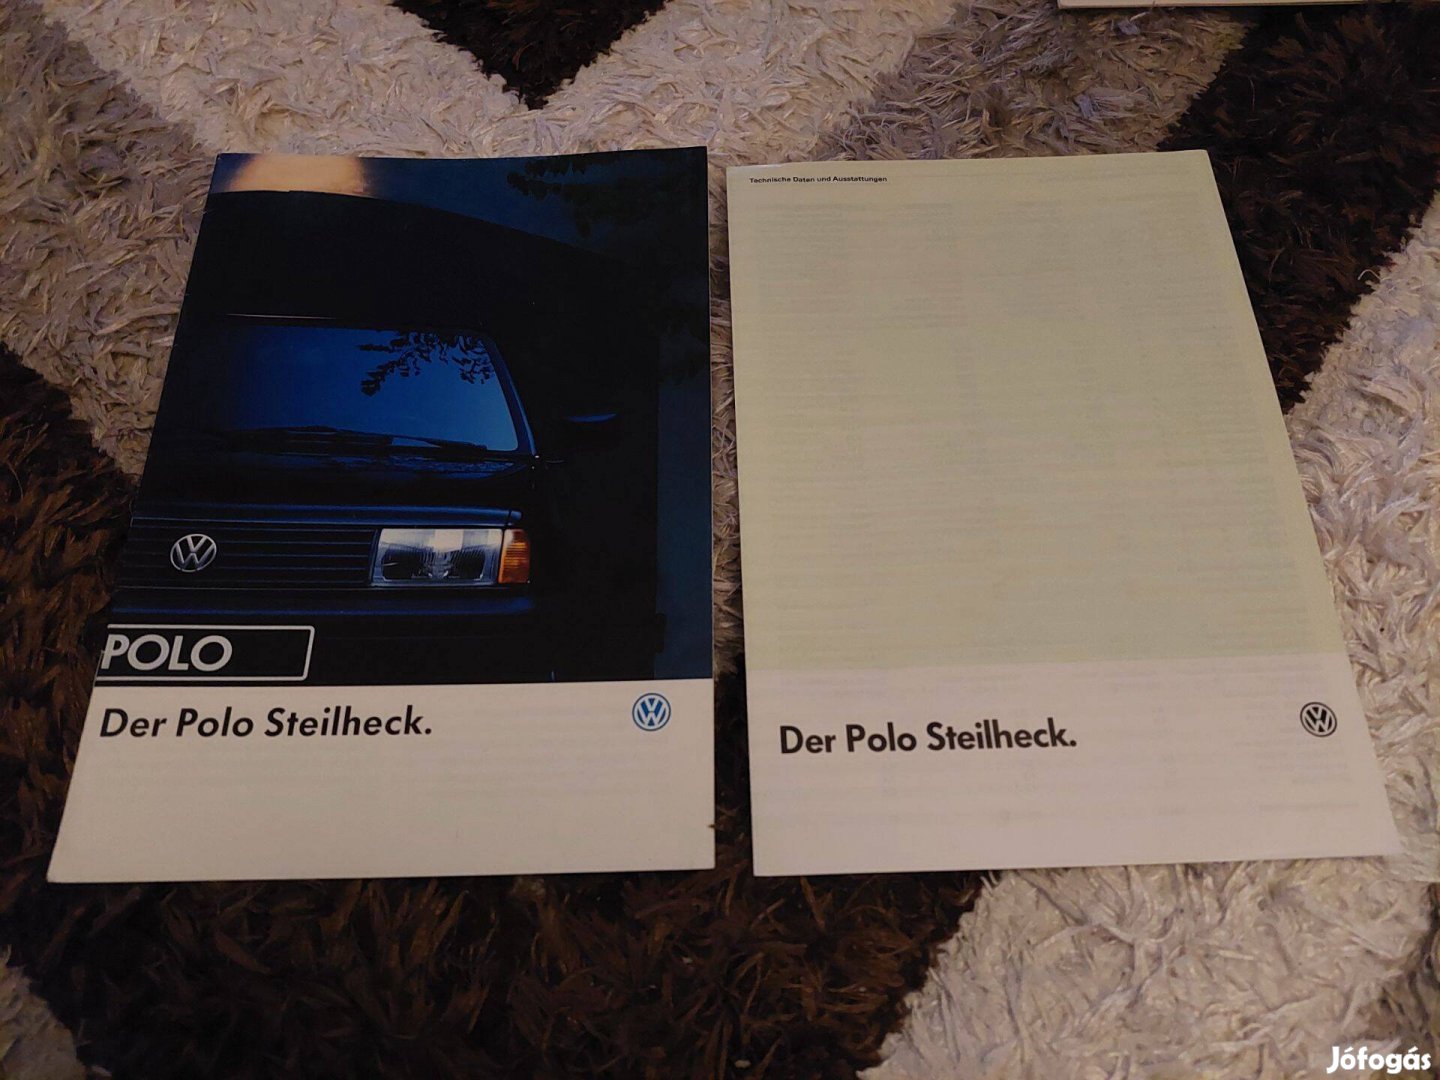 POLO
Der Polo Steilheck.
Technische Daten und Ausstattungen
Der Polo Steilheck.
Jófogás